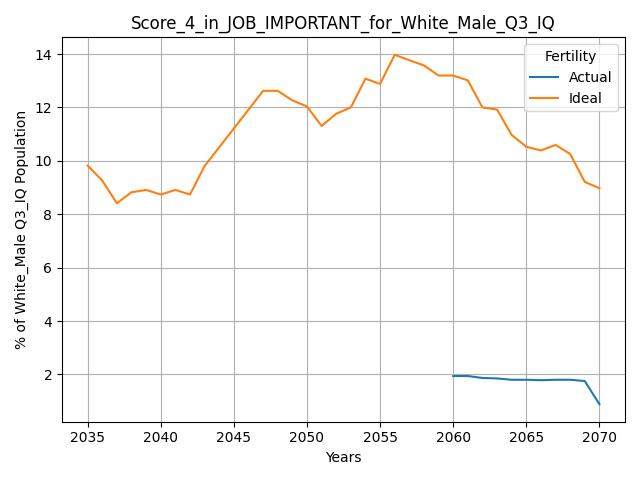 Score_4_in_JOB_IMPORTANT_for_White_Male_Q3_IQ
Fertility
Actual
Ideal
% of White_Male Q3_IQ Population
14
12
10
8
6
4
2
2035 2040 2045 2050 2055 2060 2065 2070
Years